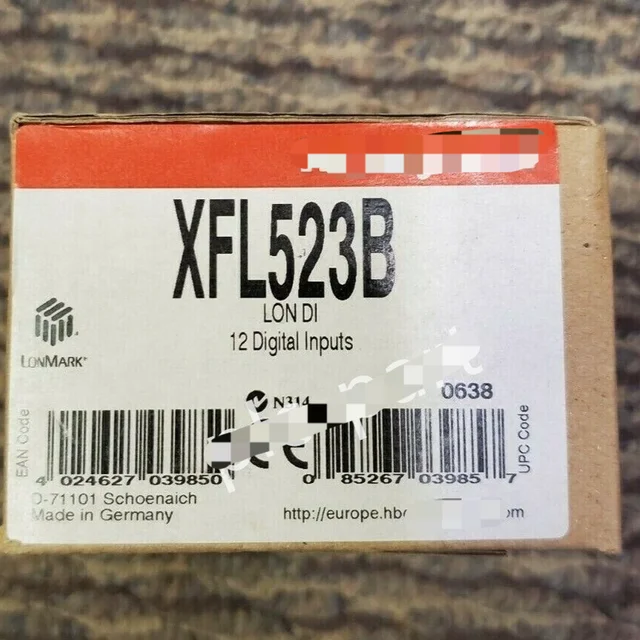 XFL523B
LON DI
12 Digital Inputs
LONMARK®
N314
0638
EAN Code
4 024627 039850
0 85267 03985 7
UPC Code
D-71101 Schoenaich
Made in Germany
http://europe.hb
om